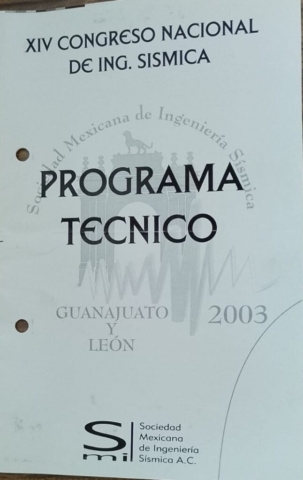 XIV CONGRESO NACIONAL
DE ING. SISMICA
Sociedad Mexicana de Ingeniería Sísmica
PROGRAMA
TECNICO
GUANAJUATO
Y
LEÓN
2003
Smi
Sociedad
Mexicana
de Ingeniería
Sísmica A.C.